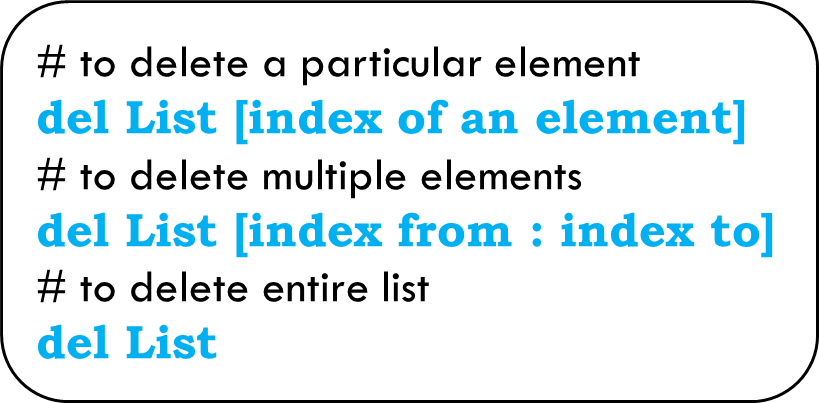 # to delete a particular element
del List [index of an element]
# to delete multiple elements
del List [index from : index to]
# to delete entire list
del List